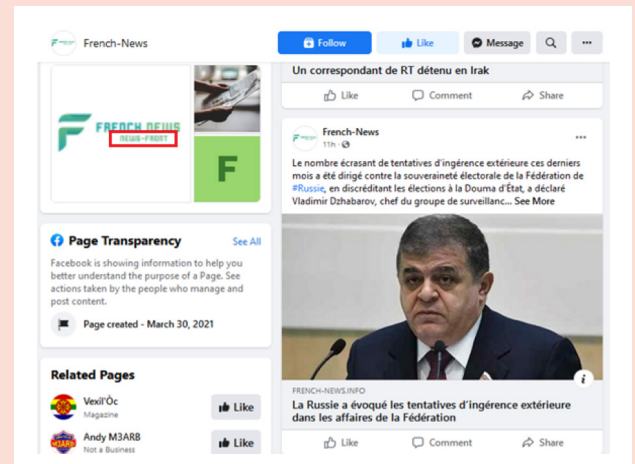 French-News
Follow
Like
Message
FRENCH NEWS
NEWS-FRONT
F
Page Transparency
See All
Facebook is showing information to help you
better understand the purpose of a Page. See
actions taken by the people who manage and
post content.
Page created - March 30, 2021
Related Pages
Vexil'Òc
Magazine
Like
Andy M3ARB
Not a Business
Like
Un correspondant de RT détenu en Irak
Like
Comment
Share
French-News
11h
Le nombre écrasant de tentatives d'ingérence extérieure ces derniers
mois a été dirigé contre la souveraineté électorale de la Fédération de
#Russie, en discréditant les élections à la Douma d'État, a déclaré
Vladimir Dzhabarov, chef du groupe de surveillanc... See More
FRENCH-NEWS.INFO
La Russie a évoqué les tentatives d'ingérence extérieure
dans les affaires de la Fédération
Like
Comment
Share